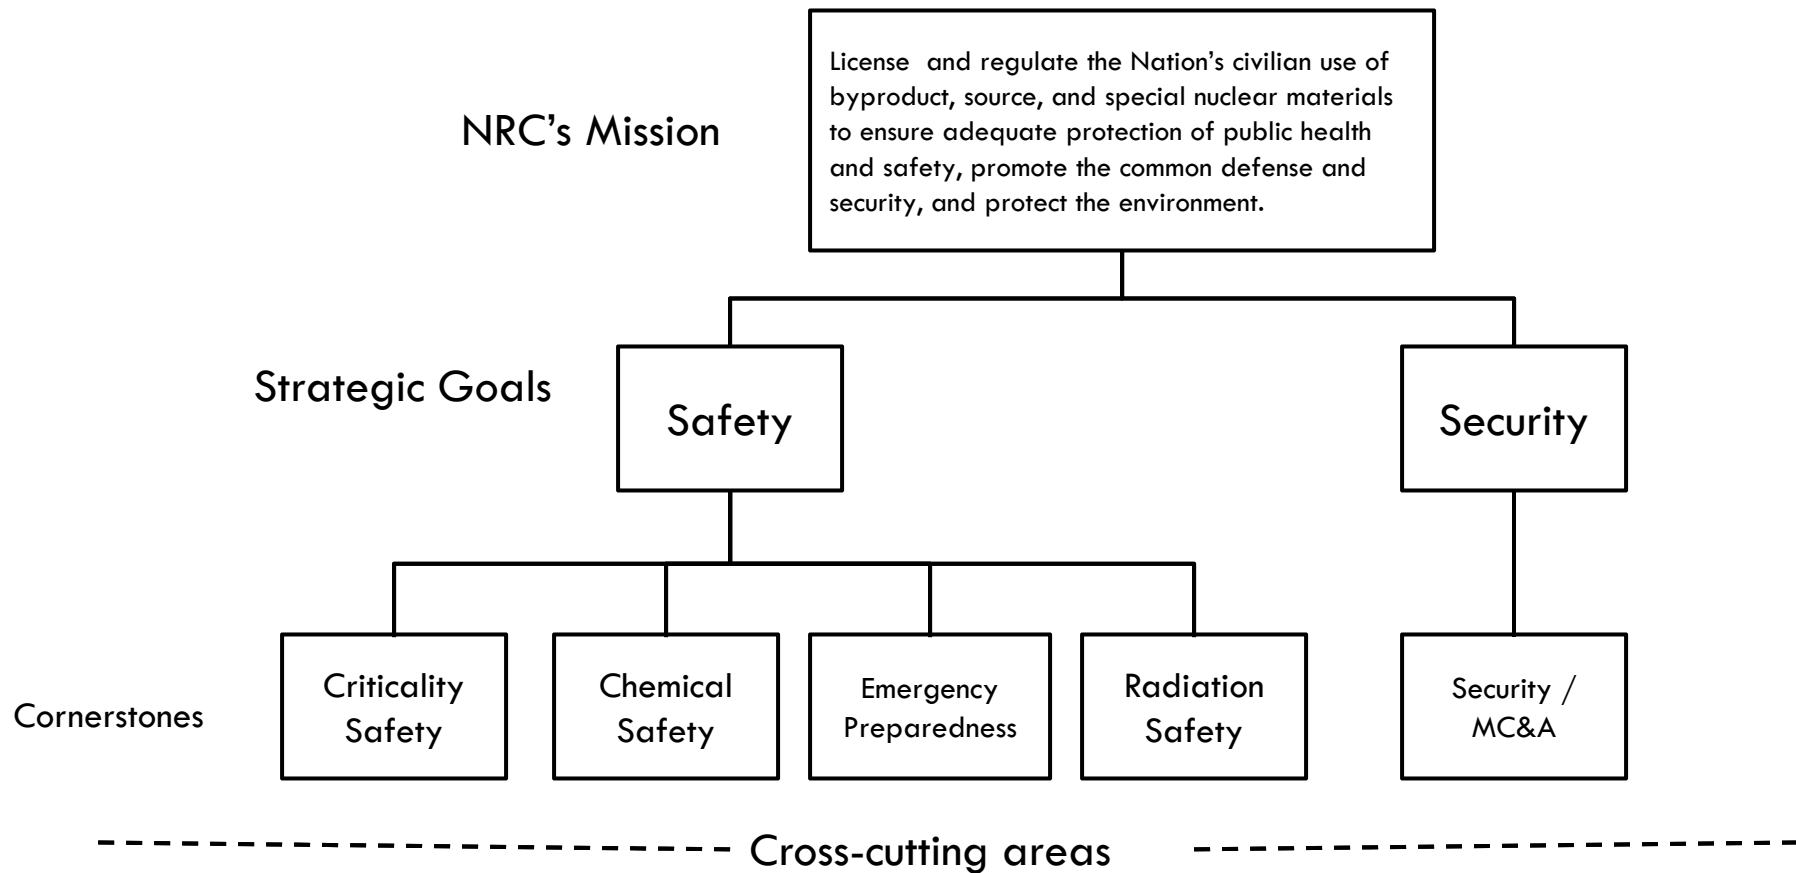 License  and regulate the Nation’s civilian use of
byproduct, source, and special nuclear materials
to ensure adequate protection of public health
and safety, promote the common defense and
security, and protect the environment.
NRC’s Mission
Strategic Goals
Safety
Security
Cornerstones
Criticality
Safety
Chemical
Safety
Emergency
Preparedness
Radiation
Safety
Security /
MC&A
Cross-cutting areas